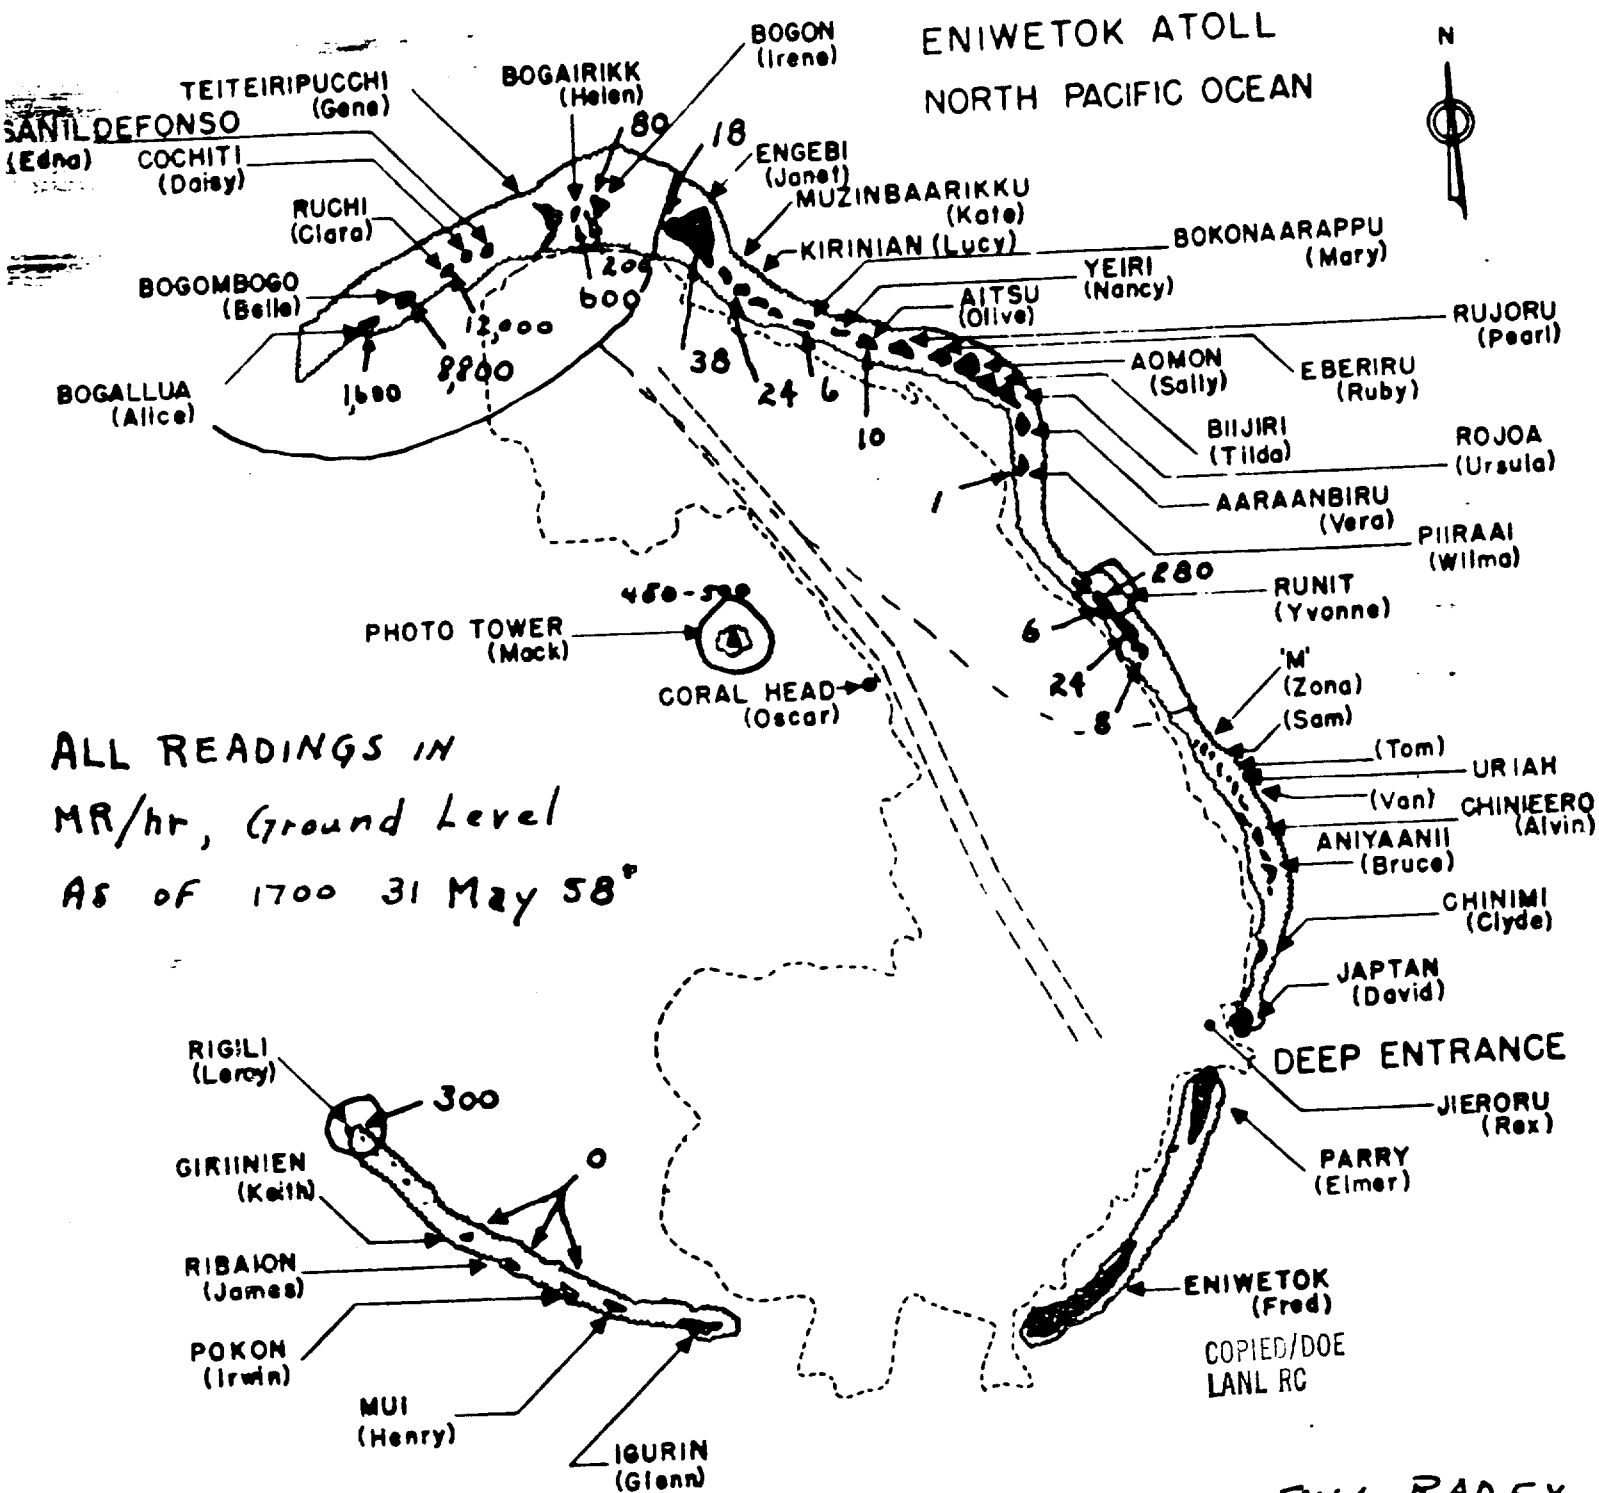 ENIWETOK ATOLL
NORTH PACIFIC OCEAN
N
BOGON
(Irene)
BOGAIRIKK
(Helen)
TEITEIRIPUCCHI
(Gene)
SANILDEFONSO
(Edna)
COCHITI
(Daisy)
RUCHI
(Clara)
BOGOMBOGO
(Belle)
BOGALLUA
(Alice)
80
18
ENGEBI
(Janet)
MUZINBAARIKKU
(Kate)
KIRINIAN (Lucy)
BOKONAARAPPU
(Mary)
YEIRI
(Nancy)
AITSU
(Olive)
RUJORU
(Pearl)
EBERIRU
(Ruby)
AOMON
(Sally)
BIIJIRI
(Tilda)
ROJOA
(Ursula)
AARAANBIRU
(Vera)
PIIRAAI
(Wilma)
200
600
12,000
8,800
1,600
38
24
6
10
1
280
RUNIT
(Yvonne)
6
24
8
450-500
PHOTO TOWER
(Mack)
CORAL HEAD
(Oscar)
'M'
(Zona)
(Sam)
(Tom)
URIAH
(Van)
CHINIEERO
(Alvin)
ANIYAANII
(Bruce)
CHINIMI
(Clyde)
JAPTAN
(David)
DEEP ENTRANCE
JIERORU
(Rex)
PARRY
(Elmer)
ENIWETOK
(Fred)
ALL READINGS IN
MR/hr, Ground Level
As OF 1700 31 May 58
RIGILI
(Leroy)
300
0
GIRIINIEN
(Keith)
RIBAION
(James)
POKON
(Irwin)
MUI
(Henry)
IGURIN
(Glenn)
COPIED/DOE
LANL RC
RADEX